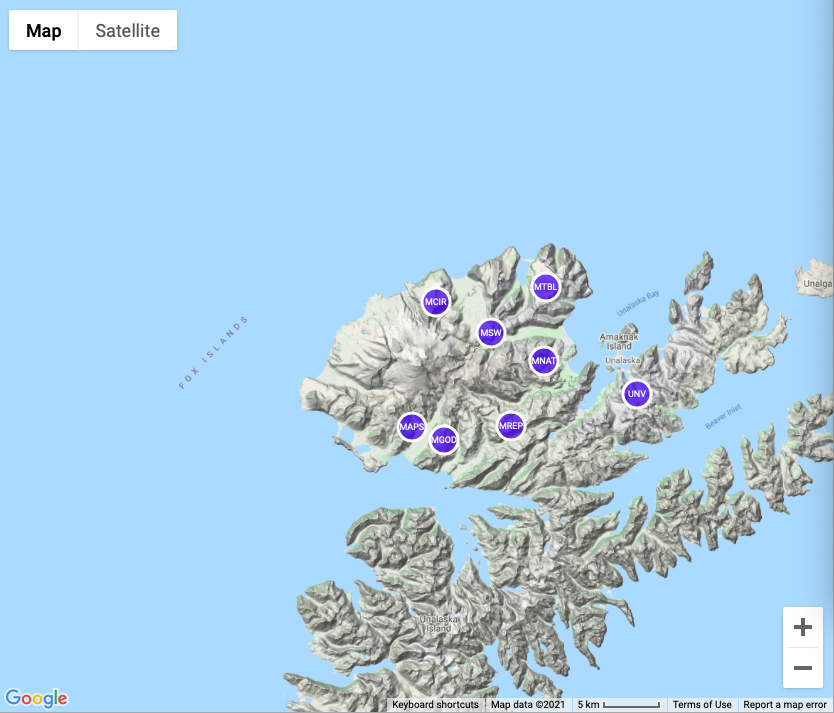 Map Satellite
MTBL
MCIR
Unalaska Bay
Unalga
MSW
FOX ISLANDS
Amaknak
Island
MNAT
Unalaska
UNV
Beaver Inlet
MAPS
MREP
MGOD
Unalaska
Island
+
−
Google
Keyboard shortcuts Map data ©2021 5 km Terms of Use Report a map error